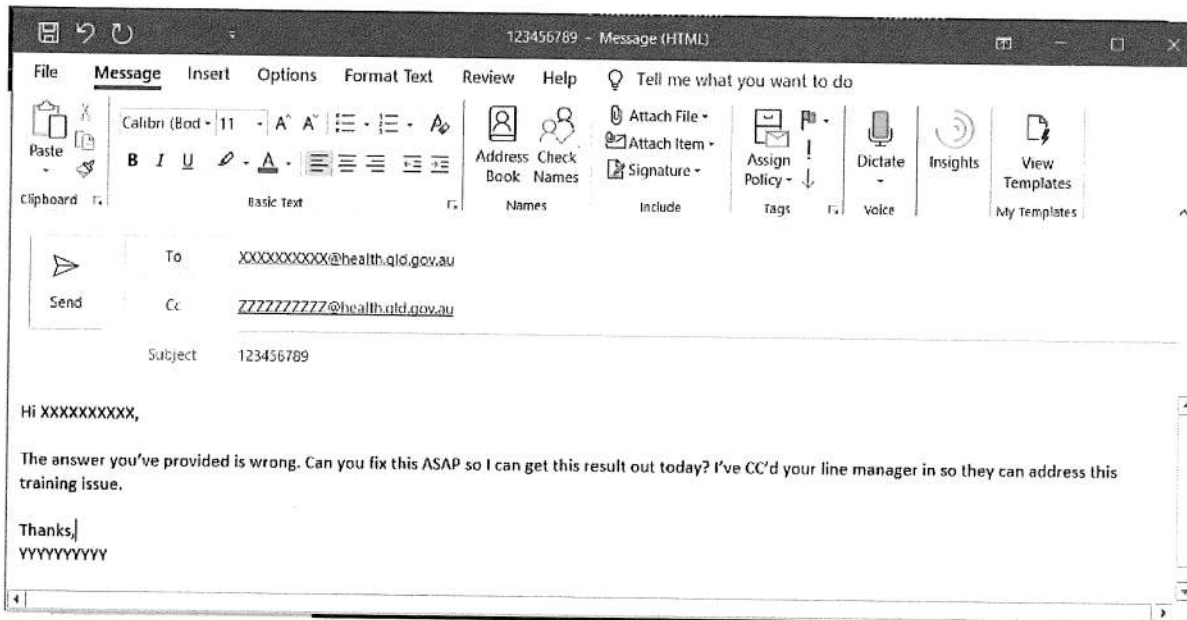 123456789 - Message (HTML)
File Message Insert Options Format Text Review Help Tell me what you want to do
Calibri (Bod 11 A^ A˅
Attach File
Attach Item
Signature
B I U A
Paste
Address Book
Check Names
Assign Policy
Dictate
Insights
View Templates
Clipboard Basic Text Names Include Tags Voice My Templates
To XXXXXXXXXX@health.qld.gov.au
Send
Cc ZZZZZZZZZZ@health.qld.gov.au
Subject 123456789
Hi XXXXXXXXXX,
The answer you've provided is wrong. Can you fix this ASAP so I can get this result out today? I've CC'd your line manager in so they can address this
training issue.
Thanks,
YYYYYYYYYY